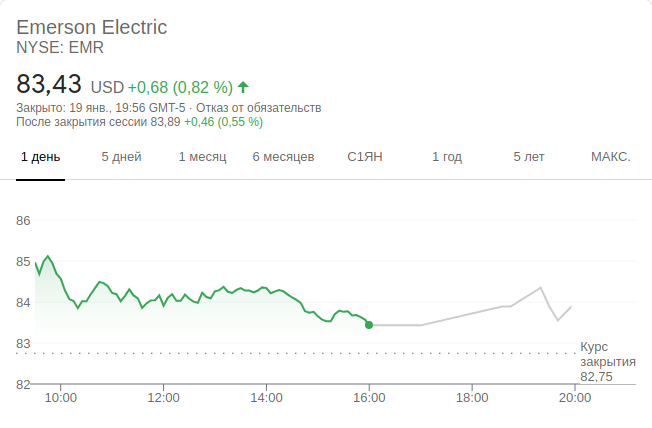 Emerson Electric
NYSE: EMR
83,43 USD +0,68 (0,82 %)
Закрыто: 19 янв., 19:56 GMT-5 · Отказ от обязательств
После закрытия сессии 83,89 +0,46 (0,55 %)
1 день 5 дней 1 месяц 6 месяцев С1ЯН 1 год 5 лет МАКС.
86
85
84
83
Курс
закрытия
82,75
82
10:00 12:00 14:00 16:00 18:00 20:00